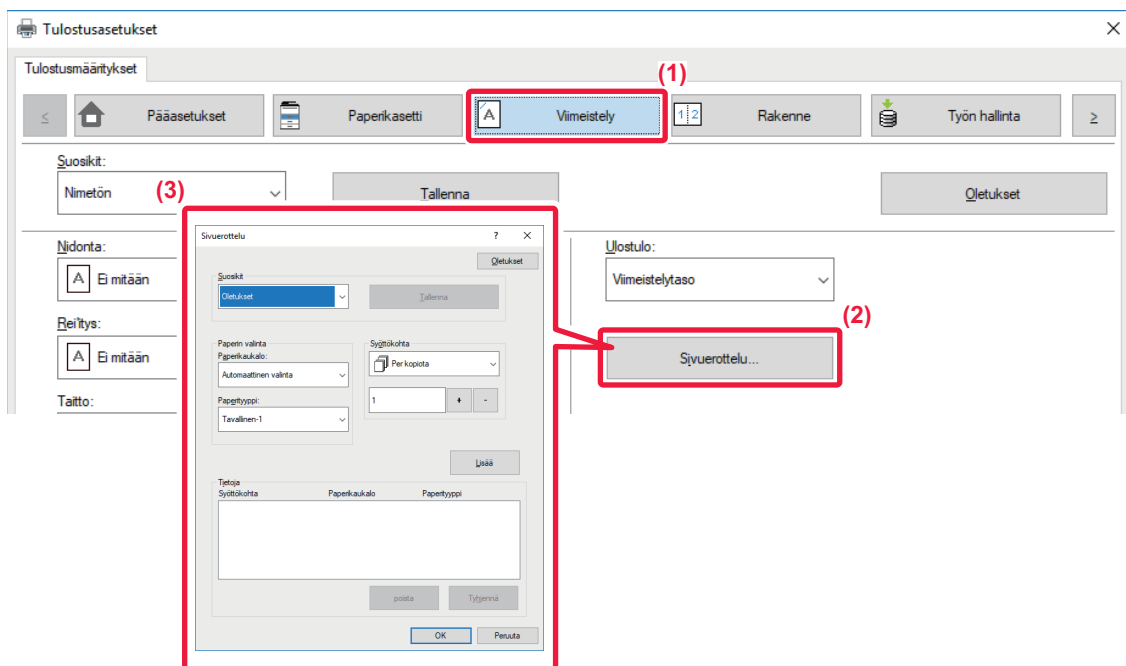 Tulostusasetukset
Tulostusmääritykset
(1)
≤ Pääasetukset Paperikasetti A Viimeistely 1 2 Rakenne Työn hallinta ≥
Suosikit:
Nimetön (3) Tallenna Oletukset
Nidonta:
A Ei mitään
Rei'itys:
A Ei mitään
Taitto:
Sivuerottelu ?
Oletukset
Suosikit
Oletukset Tallenna
Paperin valinta
Paperikaukalo:
Automaattinen valinta
Paperityyppi:
Tavallinen-1
Syöttökohta
Per kopiota
1 + -
Lisää
Tietoja
Syöttökohta Paperikaukalo Paperityyppi
poista Tyhjennä
OK Peruuta
Ulostulo:
Viimeistelytaso
(2)
Sivuerottelu...